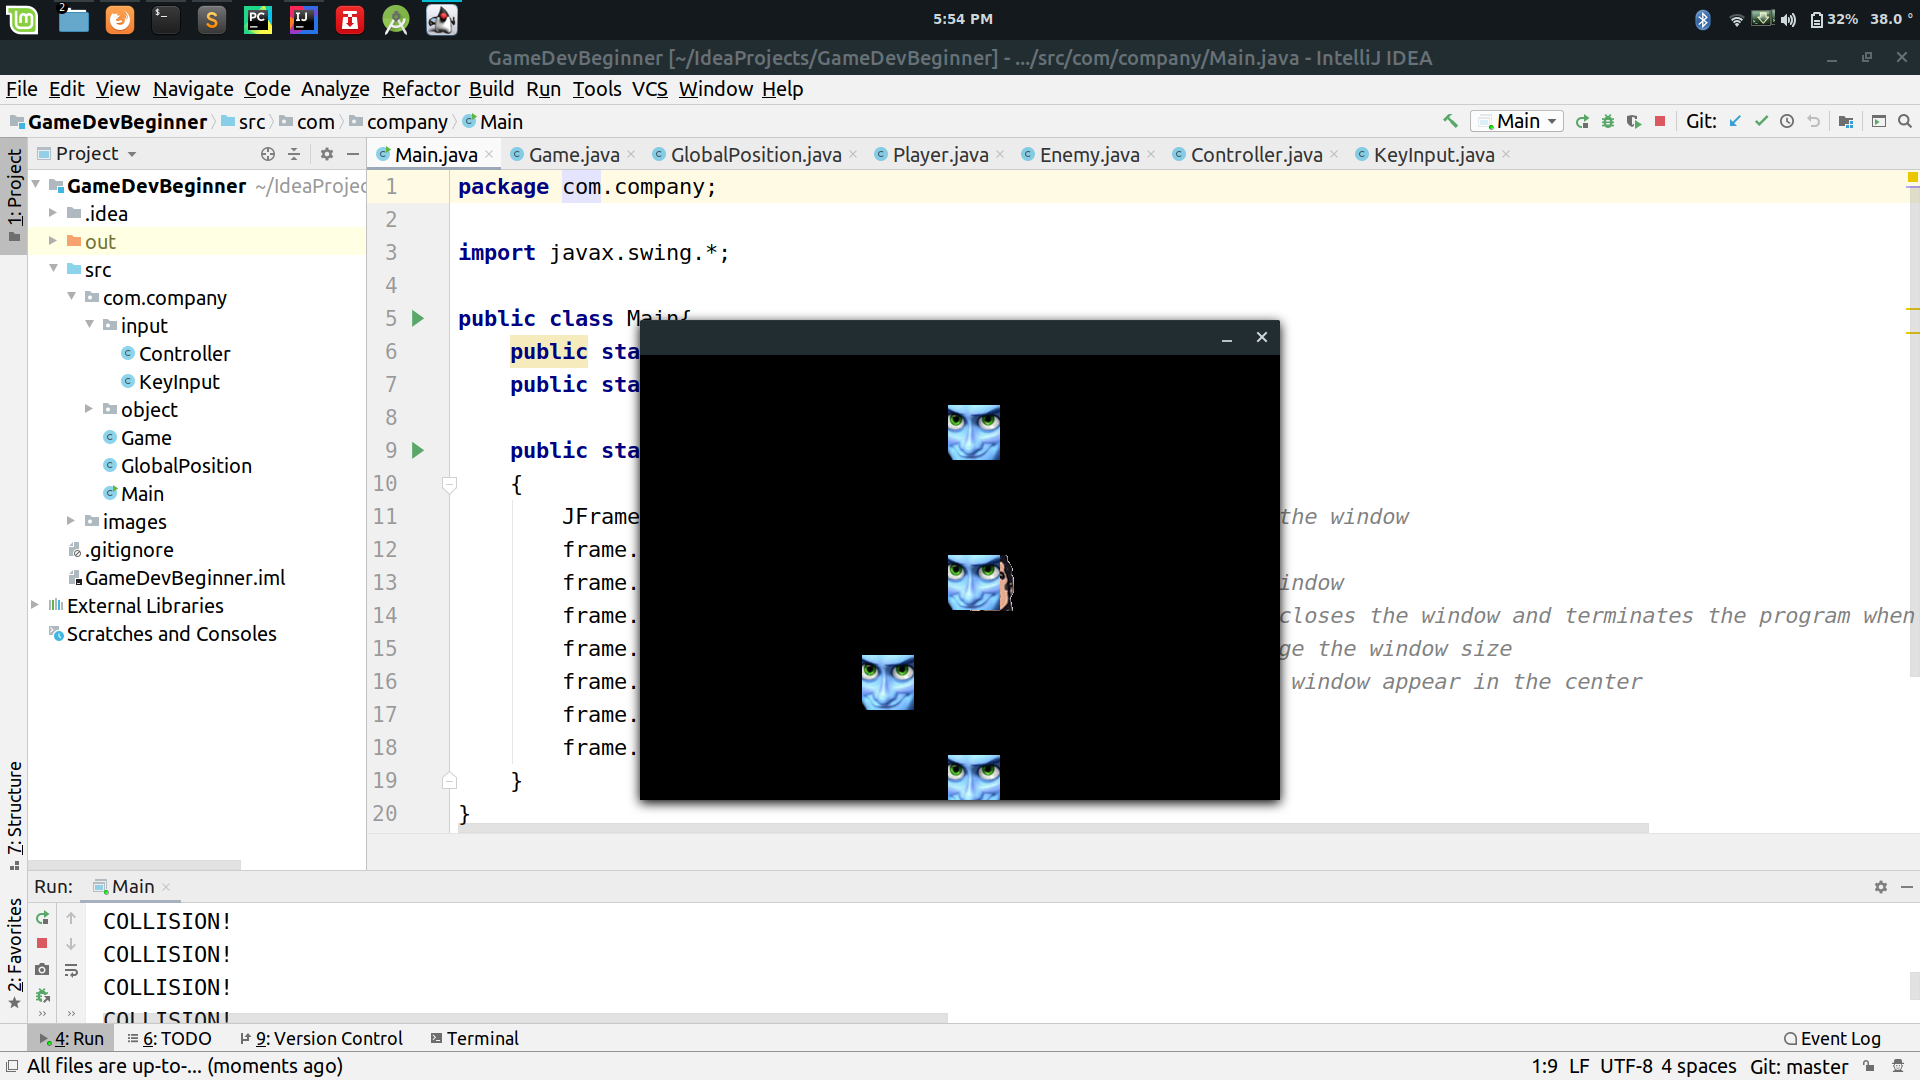 2
5:54 PM
32%
38.0 °
GameDevBeginner [~/IdeaProjects/GameDevBeginner] - .../src/com/company/Main.java - IntelliJ IDEA
File Edit View Navigate Code Analyze Refactor Build Run Tools VCS Window Help
GameDevBeginner src com company Main
Main
Git:
1: Project
Project
Main.java Game.java GlobalPosition.java Player.java Enemy.java Controller.java KeyInput.java
GameDevBeginner ~/IdeaProjec
.idea
out
src
com.company
input
Controller
KeyInput
object
Game
GlobalPosition
Main
images
.gitignore
GameDevBeginner.iml
External Libraries
Scratches and Consoles
1 package com.company;
2
3 import javax.swing.*;
4
5 public class Main{
6 public sta
7 public sta
8
9 public sta
10 {
11 JFrame the window
12 frame.
13 frame. indow
14 frame. closes the window and terminates the program when
15 frame. ge the window size
16 frame. window appear in the center
17 frame.
18 frame.
19 }
20 }
7: Structure
2: Favorites
Run: Main
COLLISION!
COLLISION!
COLLISION!
COLLISION!
4: Run 6: TODO 9: Version Control Terminal Event Log
All files are up-to-... (moments ago) 1:9 LF UTF-8 4 spaces Git: master